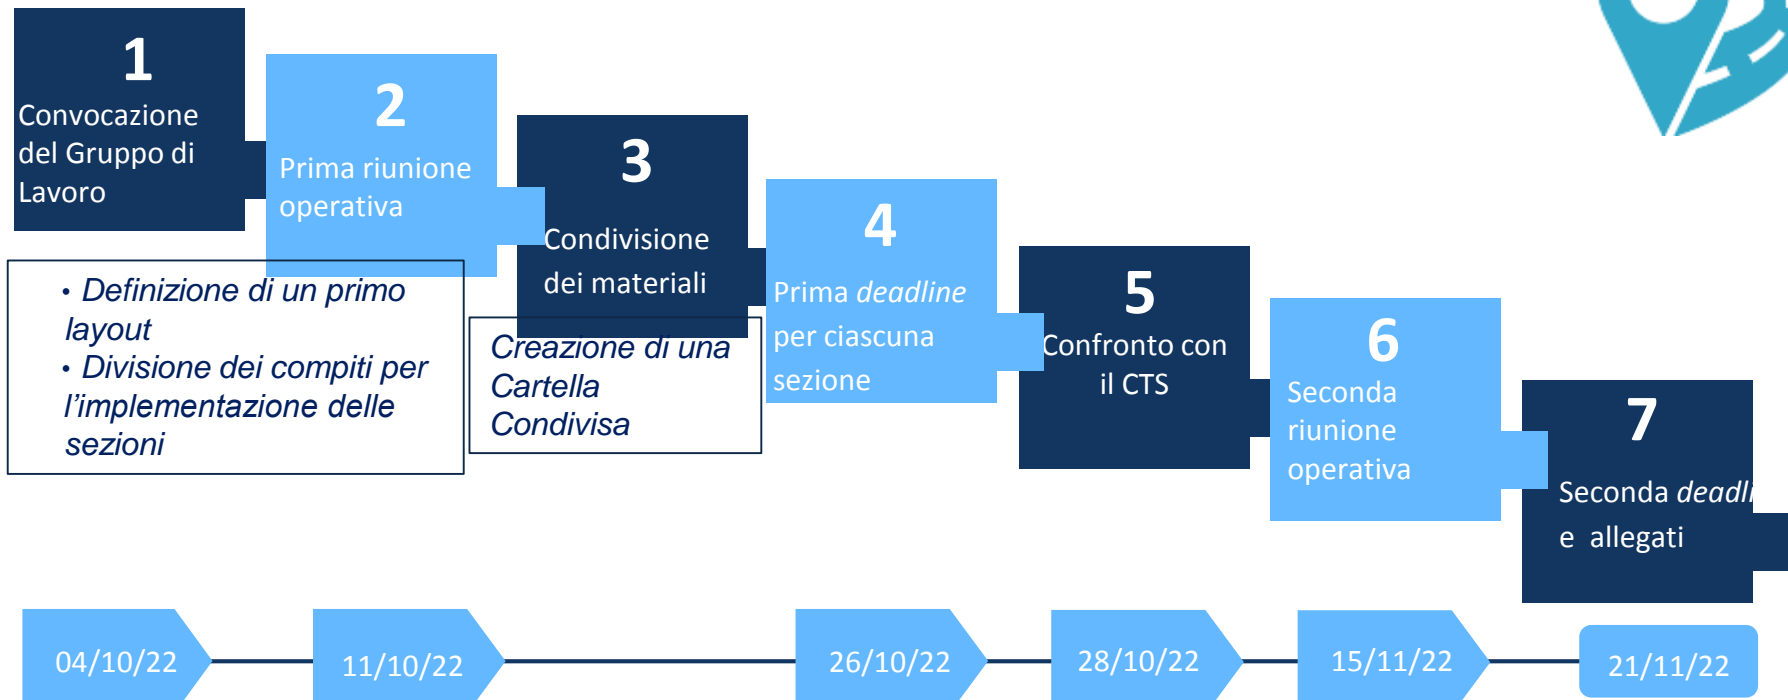 1
Convocazione
del Gruppo di
Lavoro
2
Prima riunione
operativa
• Definizione di un primo
layout
• Divisione dei compiti per
l’implementazione delle
sezioni
3
Condivisione
dei materiali
Creazione di una
Cartella
Condivisa
4
Prima deadline
per ciascuna
sezione
5
Confronto con
il CTS
6
Seconda
riunione
operativa
7
Seconda deadli
e allegati
04/10/22
11/10/22
26/10/22
28/10/22
15/11/22
21/11/22